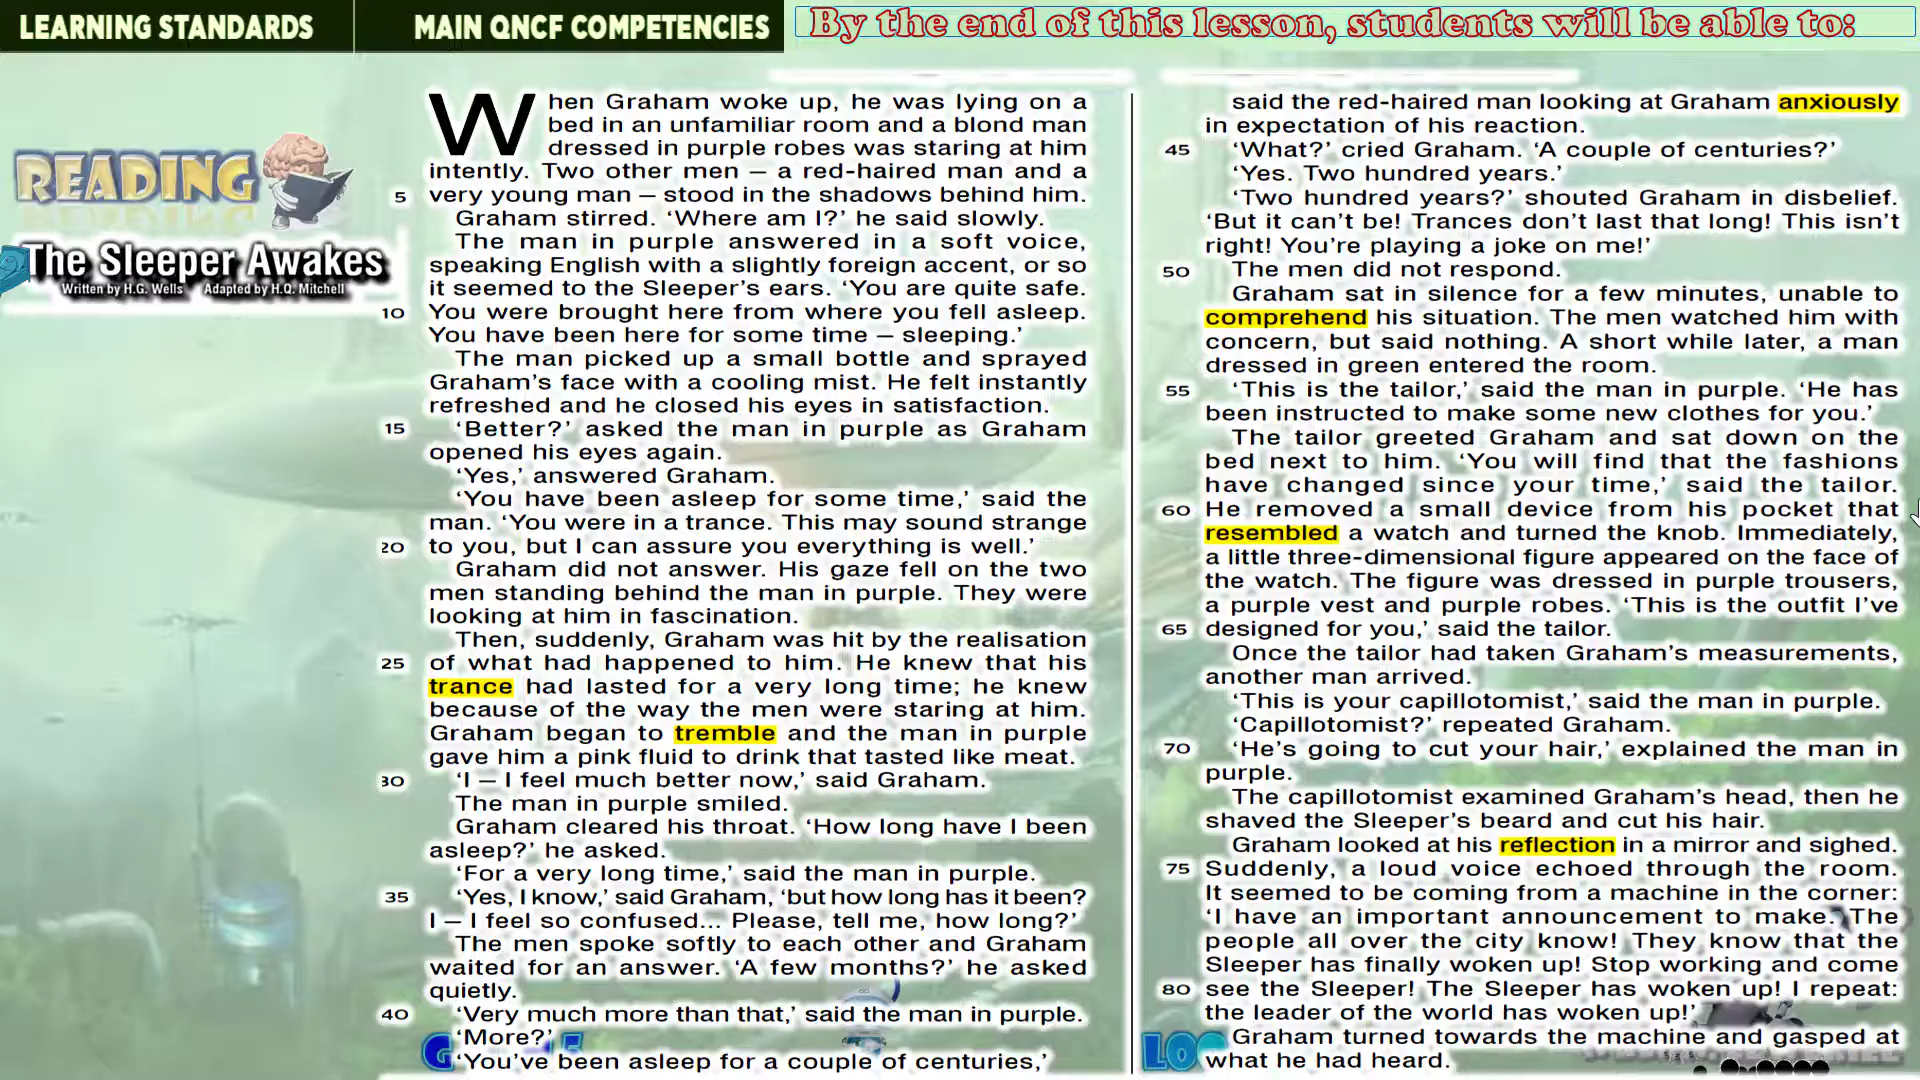 LEARNING STANDARDS
MAIN QNCF COMPETENCIES
By the end of this lesson, students will be able to:
READING
The Sleeper Awakes
Written by H.G. Wells Adapted by H.Q. Mitchell
When Graham woke up, he was lying on a
bed in an unfamiliar room and a blond man
dressed in purple robes was staring at him
intently. Two other men – a red-haired man and a
5 very young man – stood in the shadows behind him.
Graham stirred. ‘Where am I?’ he said slowly.
The man in purple answered in a soft voice,
speaking English with a slightly foreign accent, or so
it seemed to the Sleeper’s ears. ‘You are quite safe.
10 You were brought here from where you fell asleep.
You have been here for some time – sleeping.’
The man picked up a small bottle and sprayed
Graham’s face with a cooling mist. He felt instantly
refreshed and he closed his eyes in satisfaction.
15 ‘Better?’ asked the man in purple as Graham
opened his eyes again.
‘Yes,’ answered Graham.
‘You have been asleep for some time,’ said the
man. ‘You were in a trance. This may sound strange
20 to you, but I can assure you everything is well.’
Graham did not answer. His gaze fell on the two
men standing behind the man in purple. They were
looking at him in fascination.
Then, suddenly, Graham was hit by the realisation
25 of what had happened to him. He knew that his
trance had lasted for a very long time; he knew
because of the way the men were staring at him.
Graham began to tremble and the man in purple
gave him a pink fluid to drink that tasted like meat.
30 ‘I – I feel much better now,’ said Graham.
The man in purple smiled.
Graham cleared his throat. ‘How long have I been
asleep?’ he asked.
‘For a very long time,’ said the man in purple.
35 ‘Yes, I know,’ said Graham, ‘but how long has it been?
I – I feel so confused... Please, tell me, how long?’
The men spoke softly to each other and Graham
waited for an answer. ‘A few months?’ he asked
quietly.
40 ‘Very much more than that,’ said the man in purple.
‘More?’
‘You’ve been asleep for a couple of centuries,’
said the red-haired man looking at Graham anxiously
in expectation of his reaction.
45 ‘What?’ cried Graham. ‘A couple of centuries?’
‘Yes. Two hundred years.’
‘Two hundred years?’ shouted Graham in disbelief.
‘But it can’t be! Trances don’t last that long! This isn’t
right! You’re playing a joke on me!’
50 The men did not respond.
Graham sat in silence for a few minutes, unable to
comprehend his situation. The men watched him with
concern, but said nothing. A short while later, a man
dressed in green entered the room.
55 ‘This is the tailor,’ said the man in purple. ‘He has
been instructed to make some new clothes for you.’
The tailor greeted Graham and sat down on the
bed next to him. ‘You will find that the fashions
have changed since your time,’ said the tailor.
60 He removed a small device from his pocket that
resembled a watch and turned the knob. Immediately,
a little three-dimensional figure appeared on the face of
the watch. The figure was dressed in purple trousers,
a purple vest and purple robes. ‘This is the outfit I’ve
65 designed for you,’ said the tailor.
Once the tailor had taken Graham’s measurements,
another man arrived.
‘This is your capillotomist,’ said the man in purple.
‘Capillotomist?’ repeated Graham.
70 ‘He’s going to cut your hair,’ explained the man in
purple.
The capillotomist examined Graham’s head, then he
shaved the Sleeper’s beard and cut his hair.
Graham looked at his reflection in a mirror and sighed.
75 Suddenly, a loud voice echoed through the room.
It seemed to be coming from a machine in the corner:
‘I have an important announcement to make. The
people all over the city know! They know that the
Sleeper has finally woken up! Stop working and come
80 see the Sleeper! The Sleeper has woken up! I repeat:
the leader of the world has woken up!’
Graham turned towards the machine and gasped at
what he had heard.